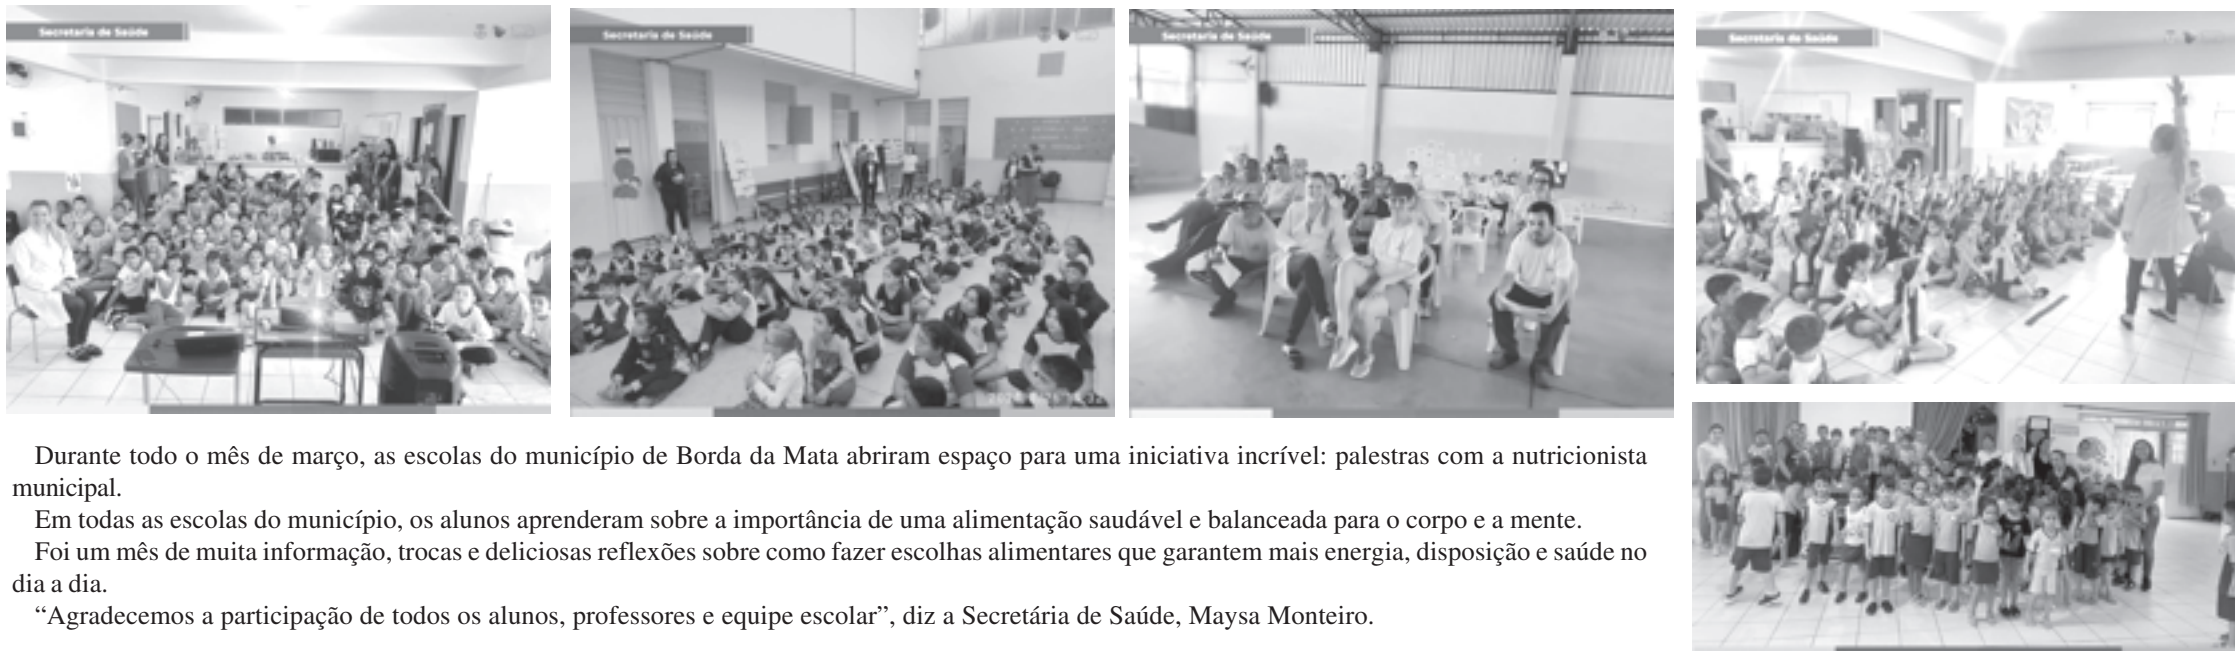 Secretaria de Saúde
Secretaria de Saúde
Secretaria de Saúde
Secretaria de Saúde
Durante todo o mês de março, as escolas do município de Borda da Mata abriram espaço para uma iniciativa incrível: palestras com a nutricionista
municipal.
Em todas as escolas do município, os alunos aprenderam sobre a importância de uma alimentação saudável e balanceada para o corpo e a mente.
Foi um mês de muita informação, trocas e deliciosas reflexões sobre como fazer escolhas alimentares que garantem mais energia, disposição e saúde no
dia a dia.
“Agradecemos a participação de todos os alunos, professores e equipe escolar”, diz a Secretária de Saúde, Maysa Monteiro.